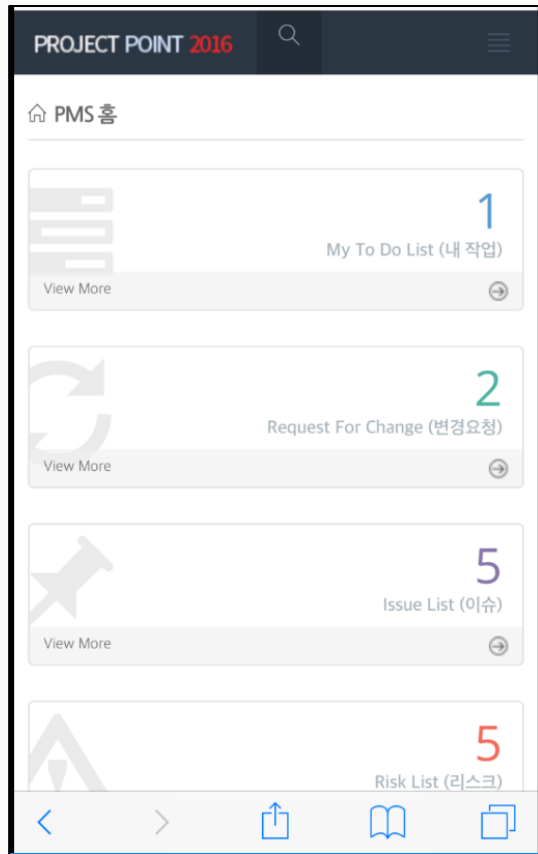 PROJECT POINT 2016
PMS 홈
1
My To Do List (내 작업)
View More
2
Request For Change (변경요청)
View More
5
Issue List (이슈)
View More
5
Risk List (리스크)